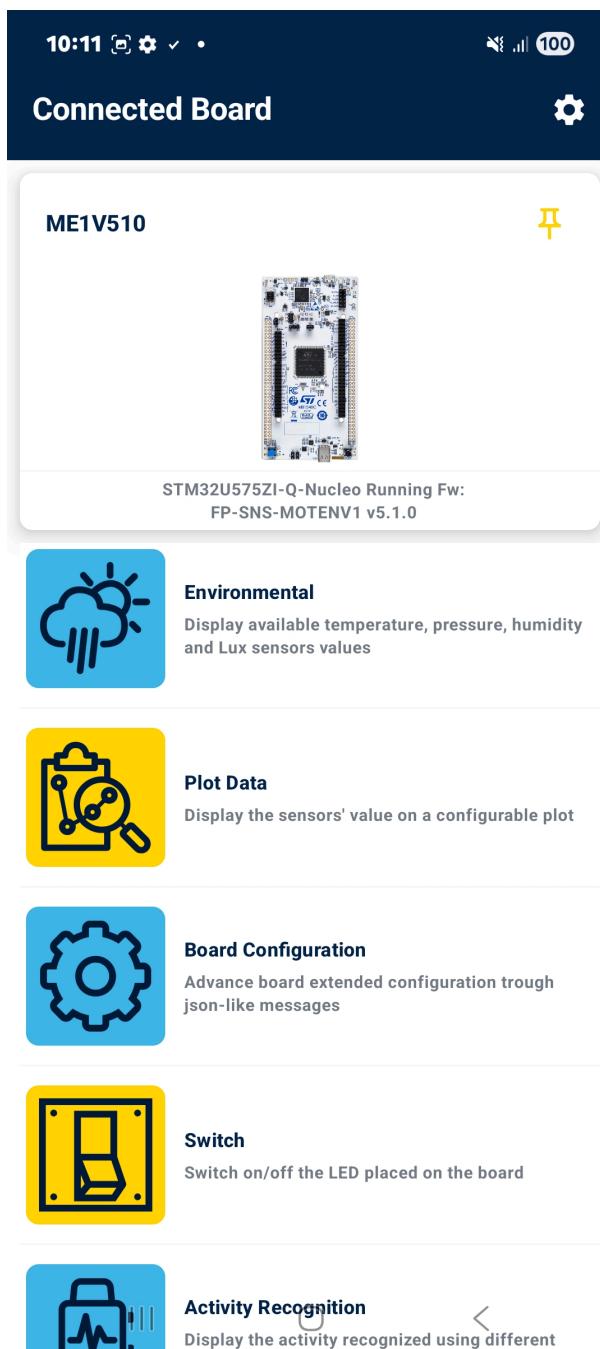 10:11
100
Connected Board
ME1V510
STM32U575ZI-Q-Nucleo Running Fw:
FP-SNS-MOTENV1 v5.1.0
Environmental
Display available temperature, pressure, humidity
and Lux sensors values
Plot Data
Display the sensors' value on a configurable plot
Board Configuration
Advance board extended configuration trough
json-like messages
Switch
Switch on/off the LED placed on the board
Activity Recognition
Display the activity recognized using different